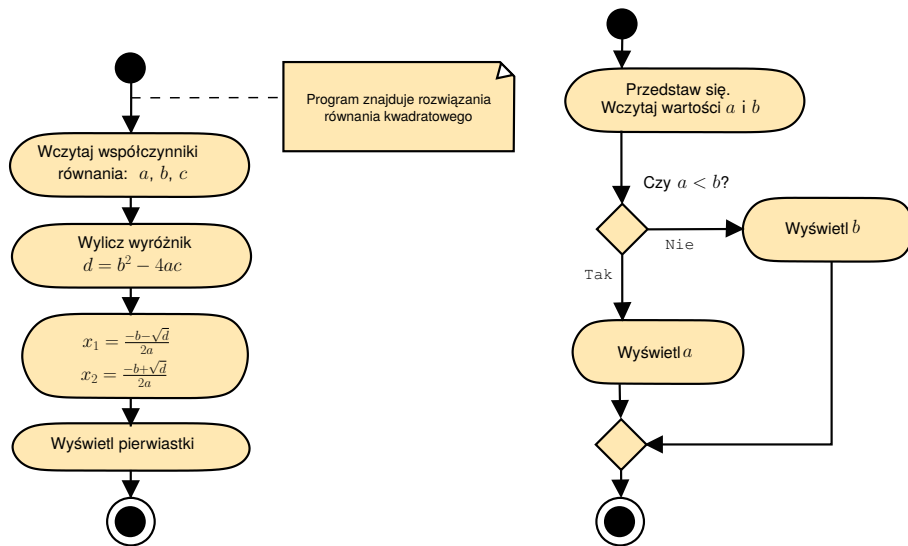 Program znajduje rozwiązania
równania kwadratowego
Wczytaj współczynniki
równania: a, b, c
Wylicz wyróżnik
d = b² − 4ac
x₁ = (−b−√d)/(2a)
x₂ = (−b+√d)/(2a)
Wyświetl pierwiastki
Przedstaw się.
Wczytaj wartości a i b
Czy a < b?
Nie
Wyświetl b
Tak
Wyświetl a